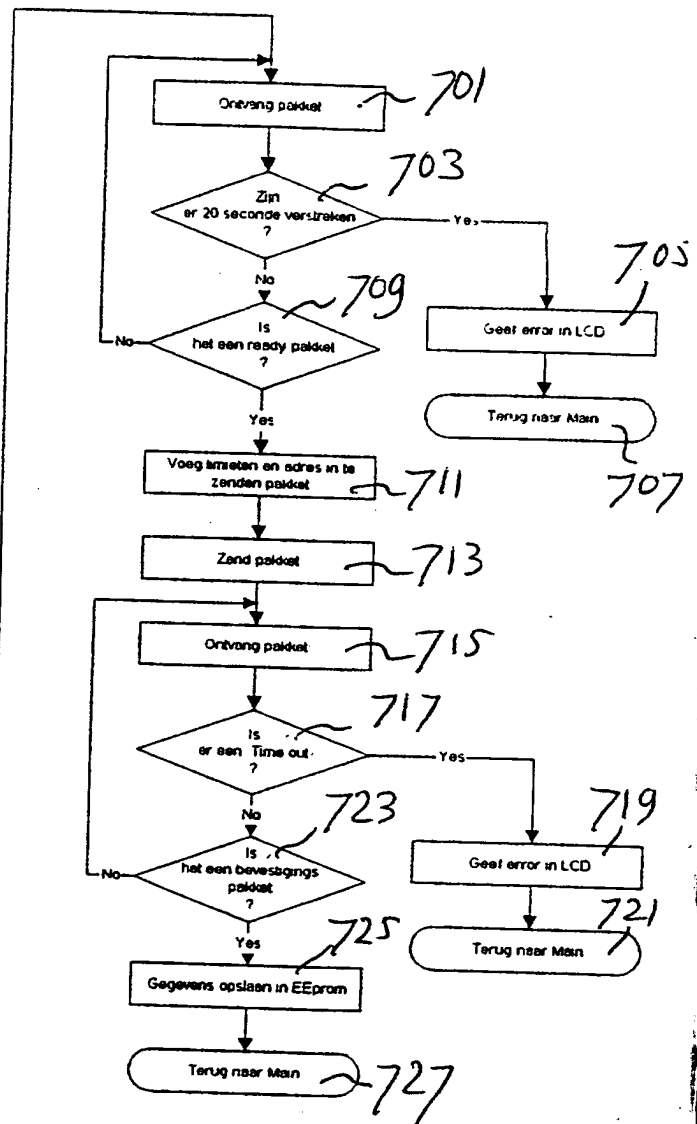 Ontvang pakket
701
Zijn
er 20 seconde verstreken
?
703
Yes
No
705
Geef error in LCD
Is
het een ready pakket
?
709
No
Yes
Terug naar Main
707
Voeg limieten en adres in te
zenden pakket
711
Zend pakket
713
Ontvang pakket
715
Is
er een Time out
?
717
Yes
No
719
Geef error in LCD
Is
het een bevestigings
pakket
?
723
No
Yes
721
Terug naar Main
725
Gegevens opslaan in EEprom
Terug naar Main
727